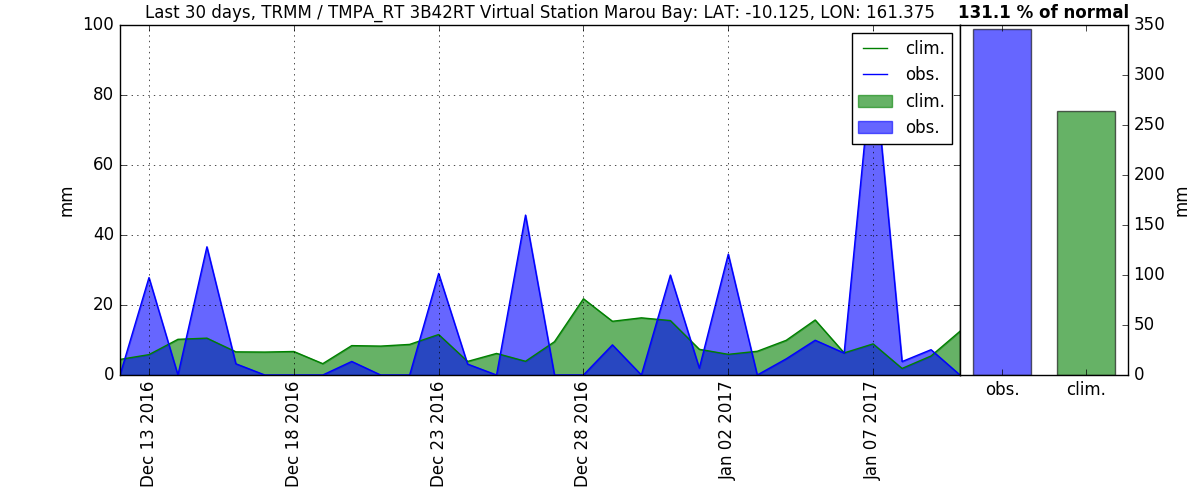 Last 30 days, TRMM / TMPA_RT 3B42RT Virtual Station Marou Bay: LAT: -10.125, LON: 161.375
131.1 % of normal
100
80
60
40
20
0
mm
clim.
obs.
clim.
obs.
350
300
250
200
150
100
50
0
mm
Dec 13 2016
Dec 18 2016
Dec 23 2016
Dec 28 2016
Jan 02 2017
Jan 07 2017
obs.
clim.